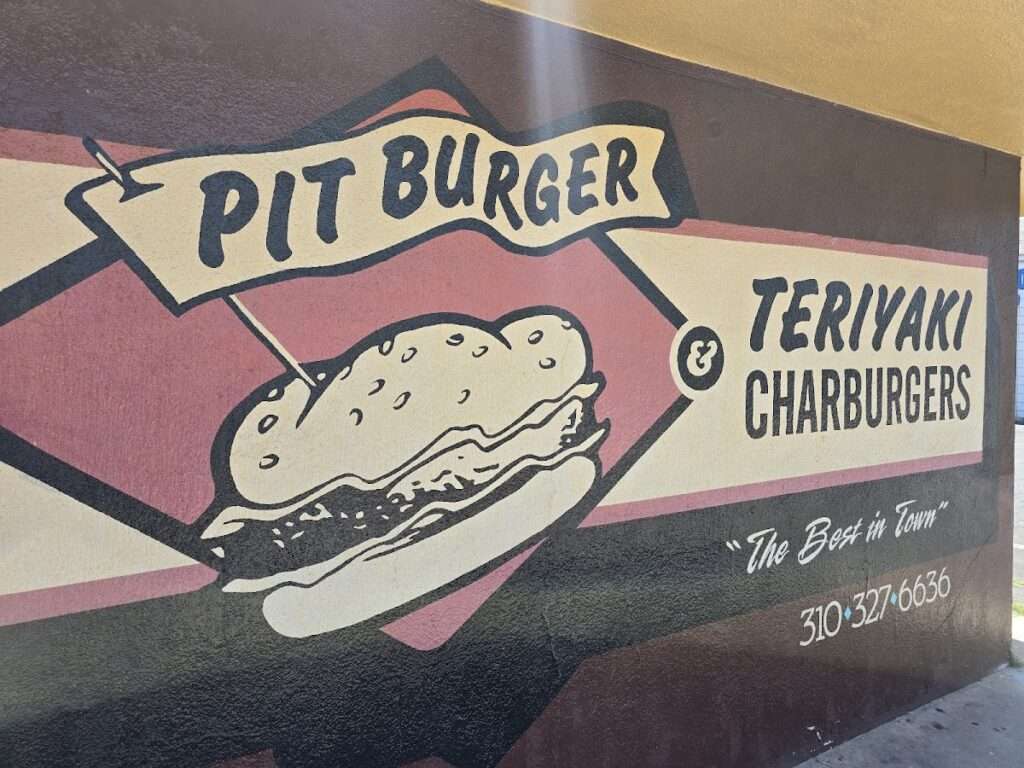 PIT BURGER
&
TERIYAKI
CHARBURGERS
"The Best in Town"
310·327·6636